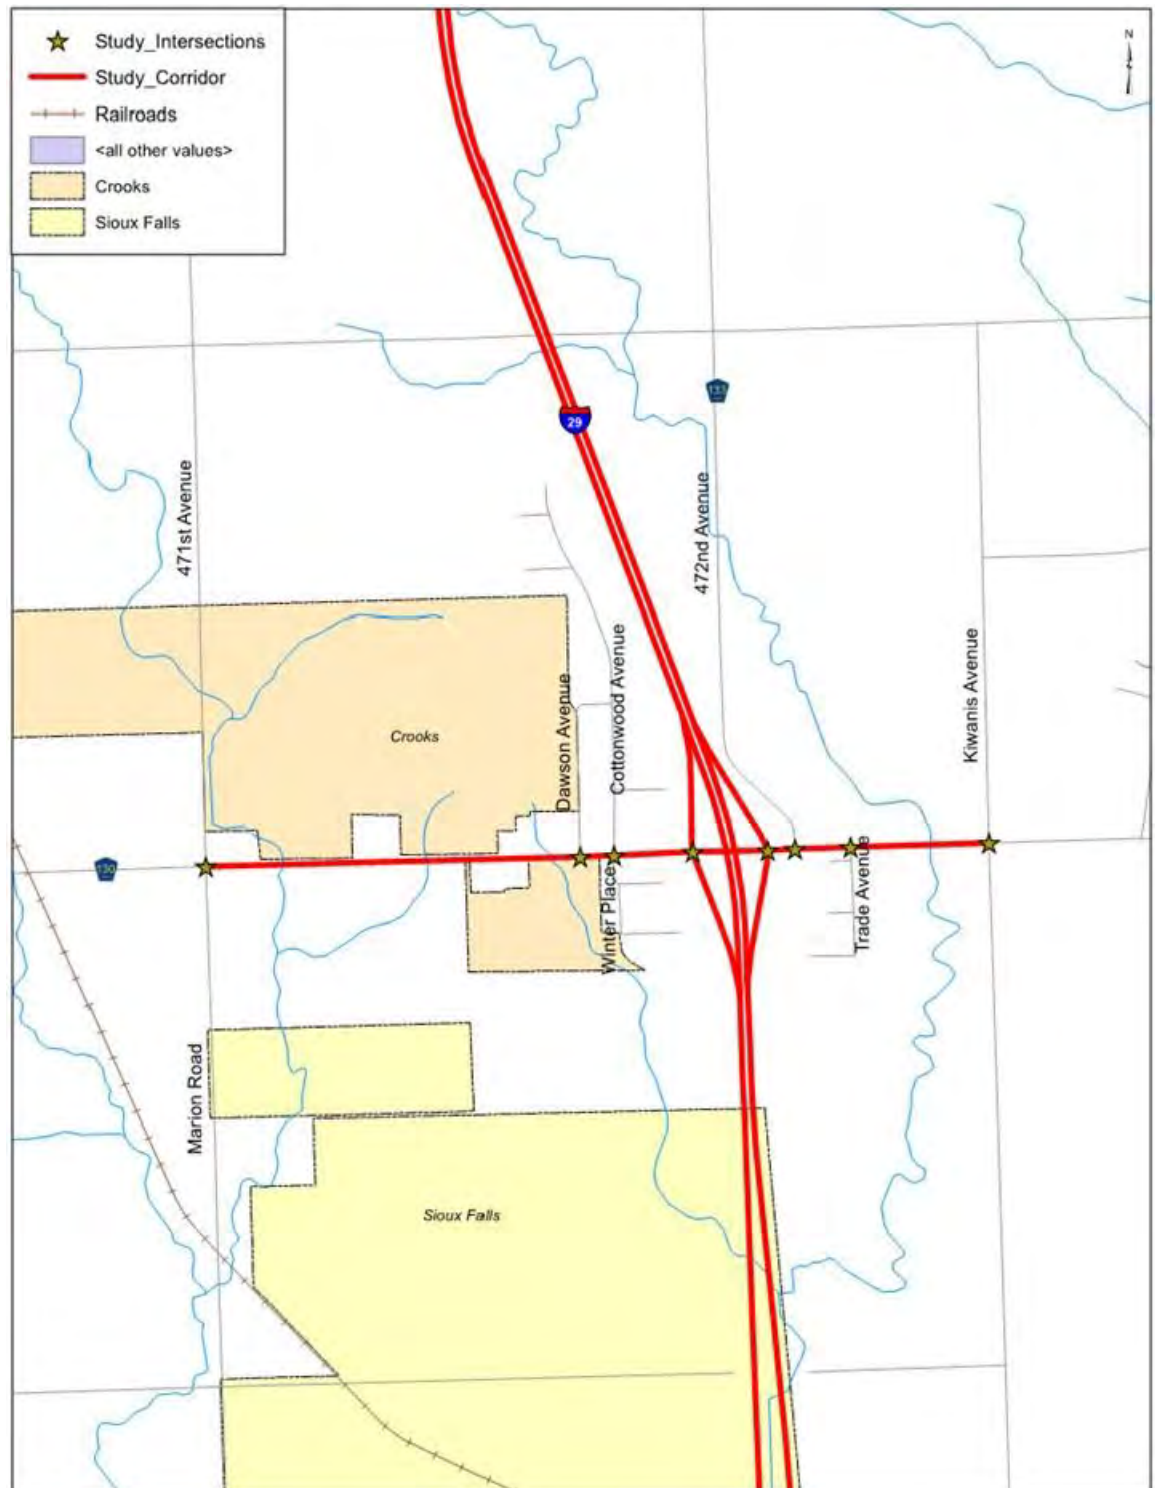 Study_Intersections
Study_Corridor
Railroads
<all other values>
Crooks
Sioux Falls
N
133
29
471st Avenue
472nd Avenue
Kiwanis Avenue
Cottonwood Avenue
Dawson Avenue
Crooks
130
Winter Place
Trade Avenue
Marion Road
Sioux Falls